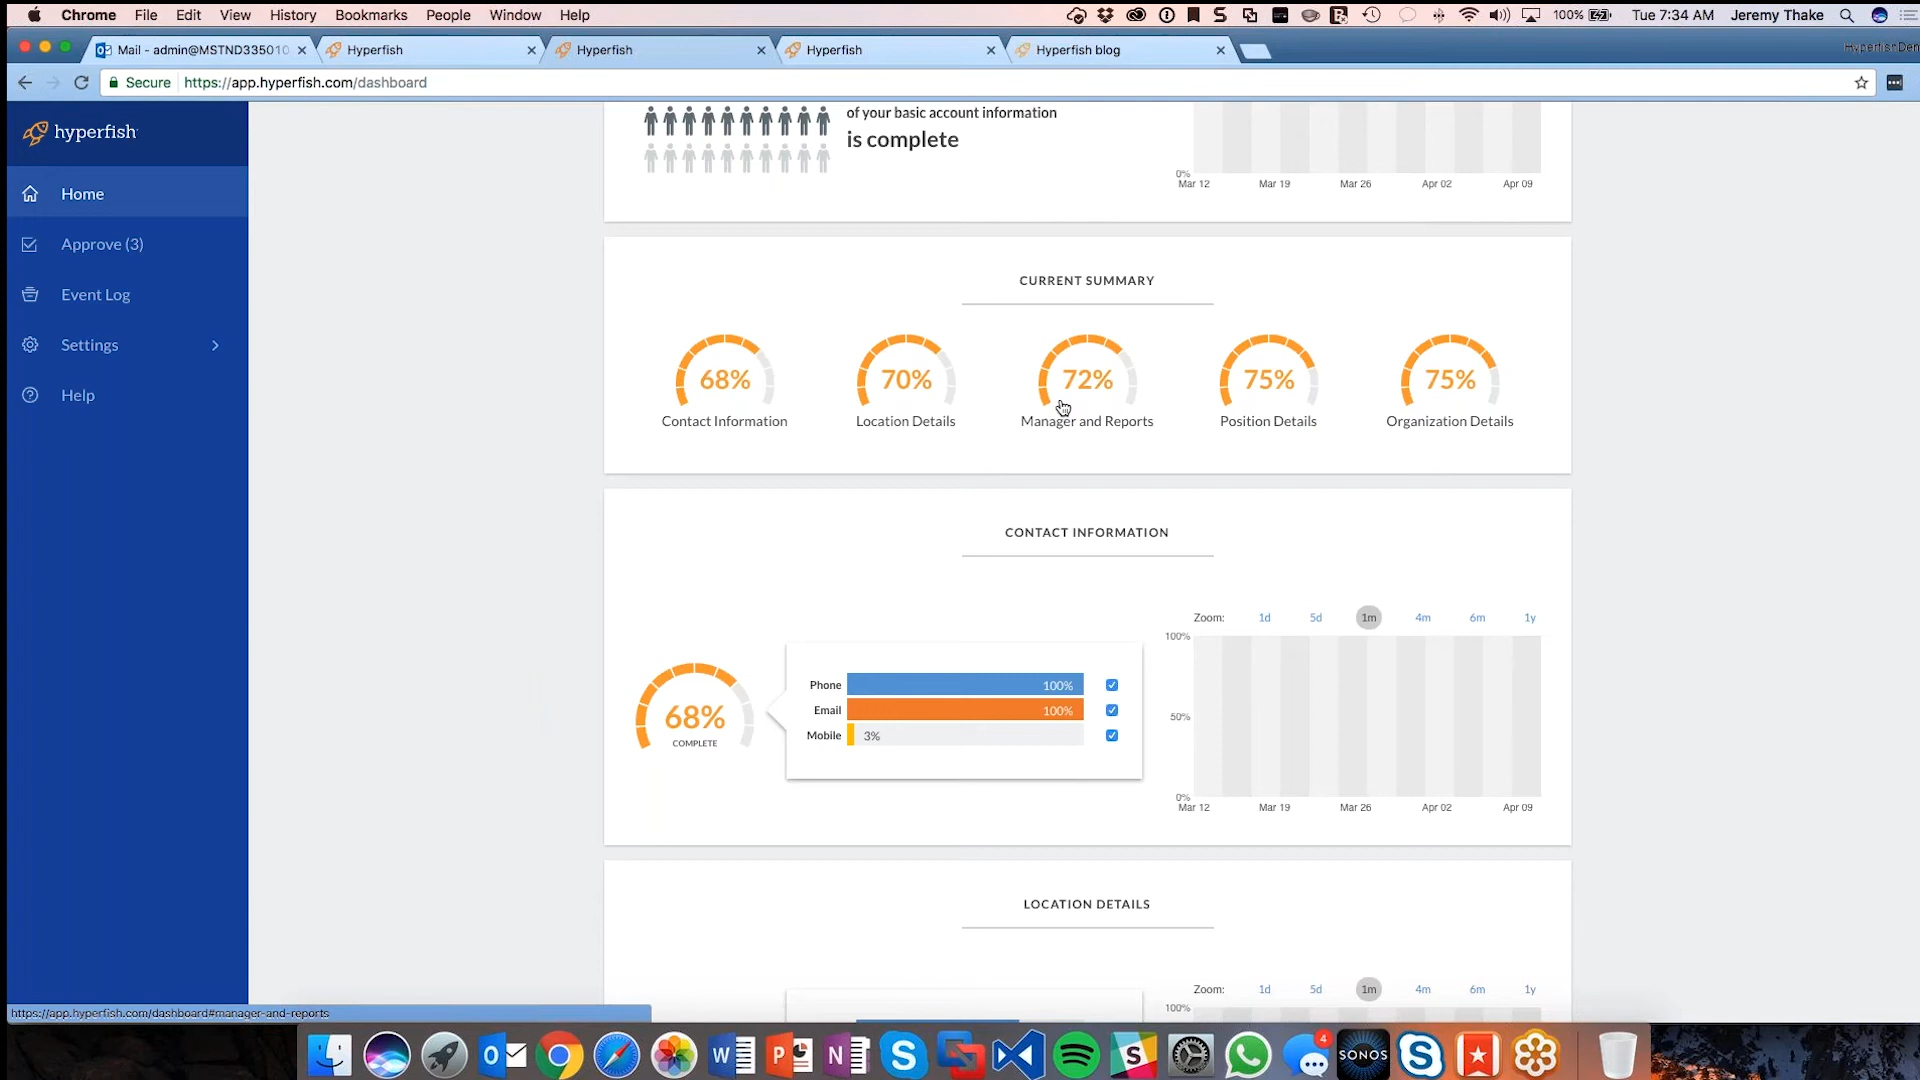 Chrome File Edit View History Bookmarks People Window Help 100% Tue 7:34 AM Jeremy Thake
Mail - admin@MSTND335010 Hyperfish Hyperfish Hyperfish Hyperfish blog
Secure https://app.hyperfish.com/dashboard
hyperfish
Home
Approve (3)
Event Log
Settings
Help
of your basic account information
is complete
0%
Mar 12 Mar 19 Mar 26 Apr 02 Apr 09
CURRENT SUMMARY
68% 70% 72% 75% 75%
Contact Information Location Details Manager and Reports Position Details Organization Details
CONTACT INFORMATION
Zoom: 1d 5d 1m 4m 6m 1y
100%
50%
0%
Mar 12 Mar 19 Mar 26 Apr 02 Apr 09
68%
COMPLETE
Phone 100%
Email 100%
Mobile 3%
LOCATION DETAILS
Zoom: 1d 5d 1m 4m 6m 1y
100%
https://app.hyperfish.com/dashboard#manager-and-reports
4
SONOS